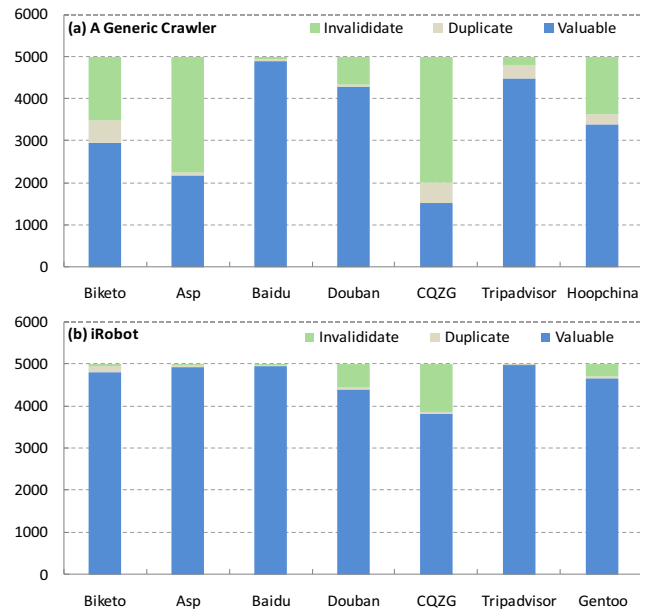 6000
(a) A Generic Crawler
Invalididate Duplicate Valuable
5000
4000
3000
2000
1000
0
Biketo Asp Baidu Douban CQZG Tripadvisor Hoopchina
6000
(b) iRobot
Invalididate Duplicate Valuable
5000
4000
3000
2000
1000
0
Biketo Asp Baidu Douban CQZG Tripadvisor Gentoo